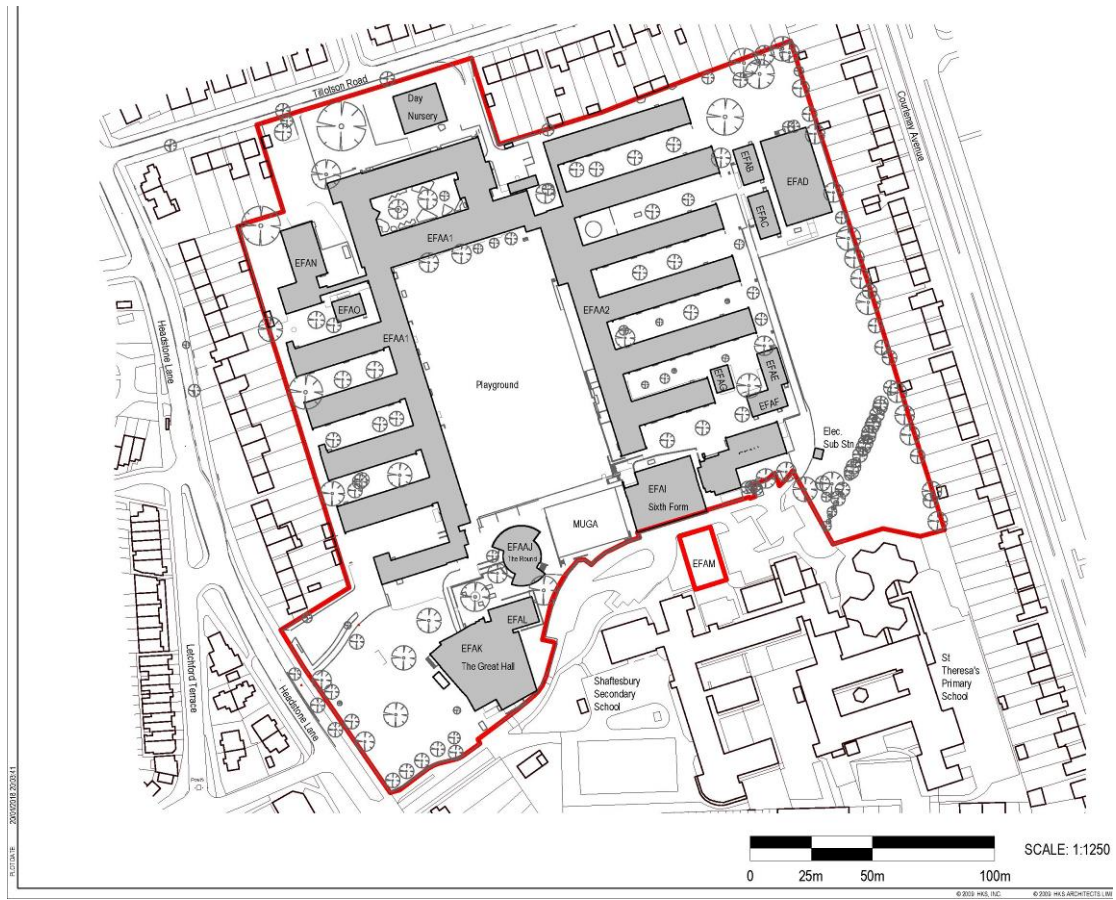 Tillotson Road
Day
Nursery
Courtenay Avenue
EFAB
EFAD
EFAC
EFAA1
EFAN
EFAO
EFAA2
EFAA1
Headstone Lane
Playground
EFAE
EFAG
EFAF
Elec.
Sub Stn
EFAI
Sixth Form
MUGA
EFAAJ
The Round
EFAM
EFAL
EFAK
The Great Hall
Letchford Terrace
Headstone Lane
Shaftesbury
Secondary
School
St
Theresa's
Primary
School
SCALE: 1:1250
0 25m 50m 100m
© 2009 HKS, INC. © 2009 HKS ARCHITECTS LIMI